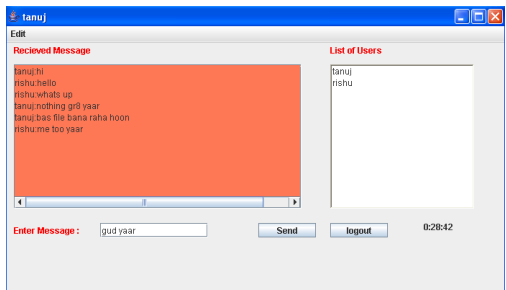 tanuj
Edit
Recieved Message
List of Users
tanuj:hi
rishu:hello
rishu:whats up
tanuj:nothing gr8 yaar
tanuj:bas file bana raha hoon
rishu:me too yaar
tanuj
rishu
Enter Message :
gud yaar
Send
logout
0:28:42